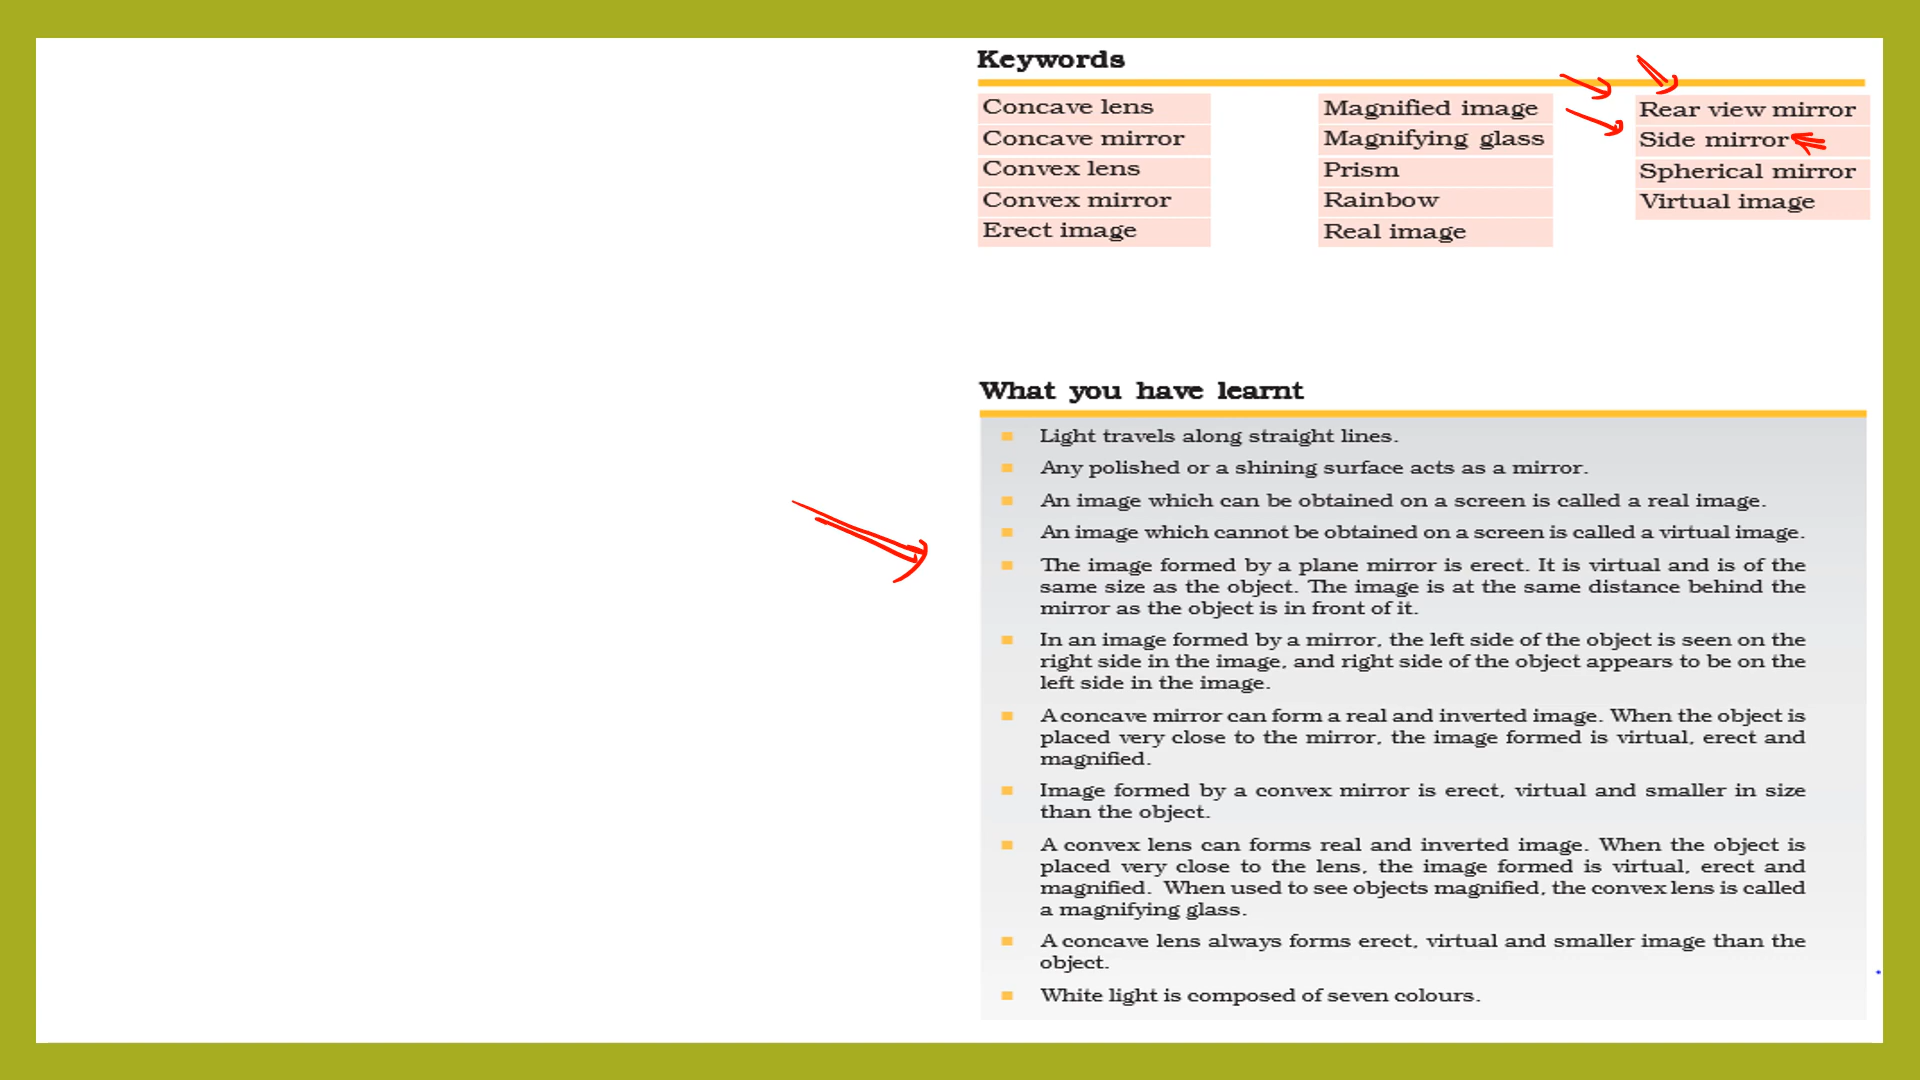 Keywords
Concave lens
Concave mirror
Convex lens
Convex mirror
Erect image
Magnified image
Magnifying glass
Prism
Rainbow
Real image
Rear view mirror
Side mirror
Spherical mirror
Virtual image
What you have learnt
Light travels along straight lines.
Any polished or a shining surface acts as a mirror.
An image which can be obtained on a screen is called a real image.
An image which cannot be obtained on a screen is called a virtual image.
The image formed by a plane mirror is erect. It is virtual and is of the
same size as the object. The image is at the same distance behind the
mirror as the object is in front of it.
In an image formed by a mirror, the left side of the object is seen on the
right side in the image, and right side of the object appears to be on the
left side in the image.
A concave mirror can form a real and inverted image. When the object is
placed very close to the mirror, the image formed is virtual, erect and
magnified.
Image formed by a convex mirror is erect, virtual and smaller in size
than the object.
A convex lens can forms real and inverted image. When the object is
placed very close to the lens, the image formed is virtual, erect and
magnified. When used to see objects magnified, the convex lens is called
a magnifying glass.
A concave lens always forms erect, virtual and smaller image than the
object.
White light is composed of seven colours.